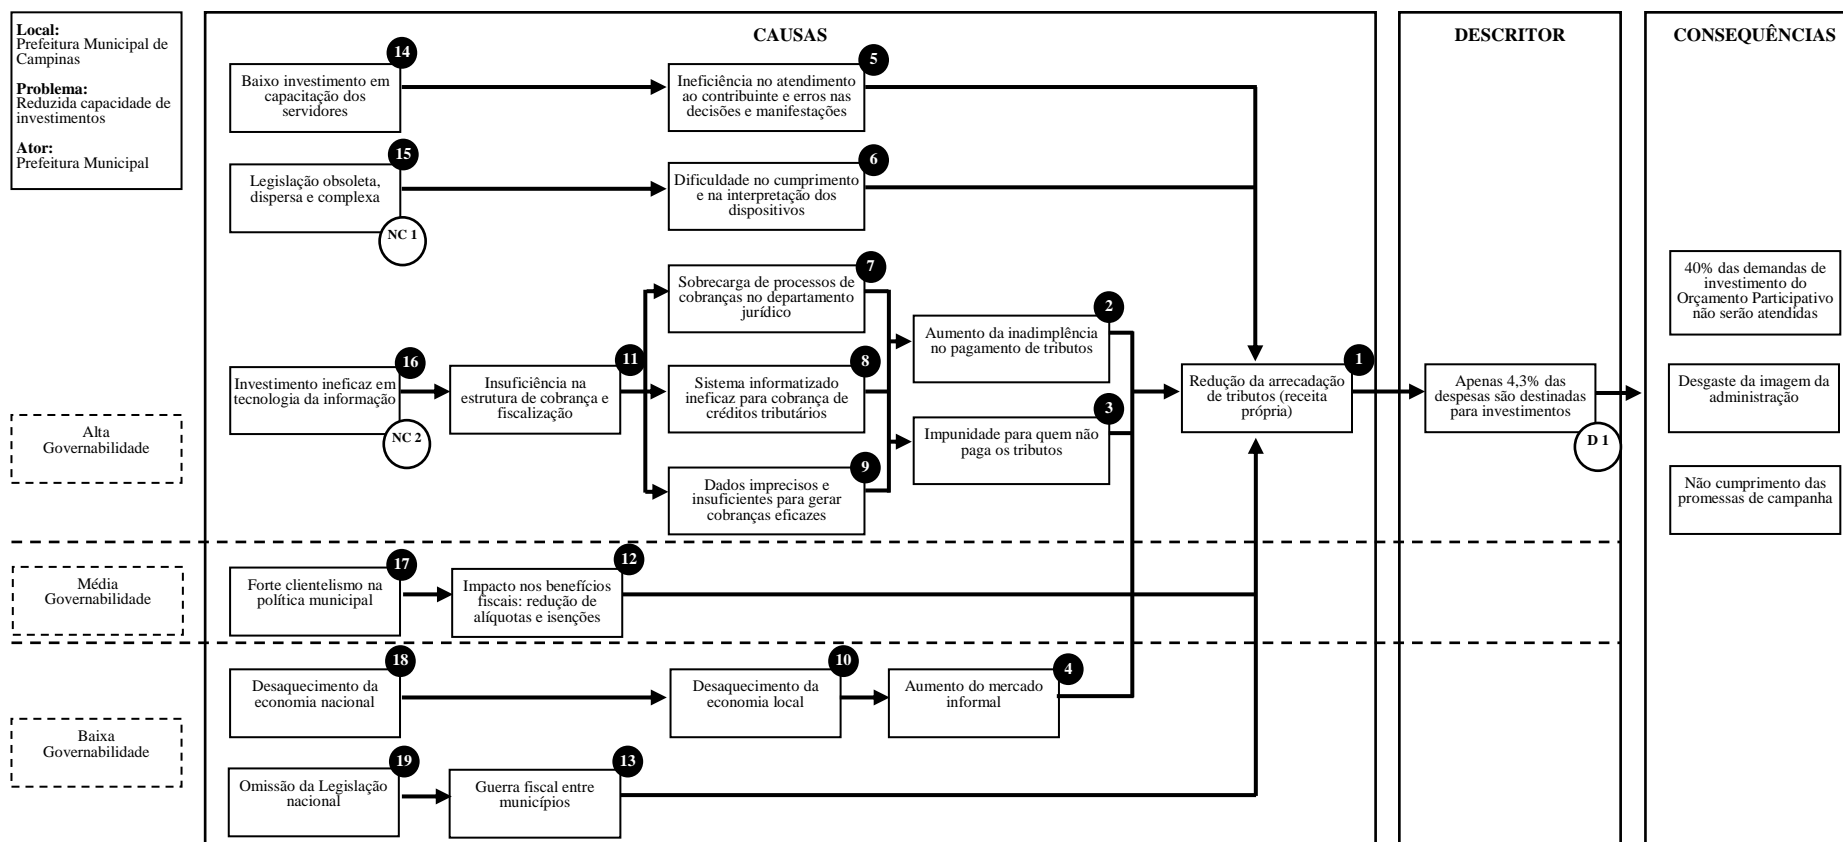 Local:
Prefeitura Municipal de
Campinas
Problema:
Reduzida capacidade de
investimentos
Ator:
Prefeitura Municipal
CAUSAS
DESCRITOR
CONSEQUÊNCIAS
14
Baixo investimento em
capacitação dos
servidores
5
Ineficiência no atendimento
ao contribuinte e erros nas
decisões e manifestações
15
Legislação obsoleta,
dispersa e complexa
NC 1
6
Dificuldade no cumprimento
e na interpretação dos
dispositivos
7
Sobrecarga de processos de
cobranças no departamento
jurídico
2
Aumento da inadimplência
no pagamento de tributos
16
Investimento ineficaz em
tecnologia da informação
NC 2
11
Insuficiência na
estrutura de cobrança e
fiscalização
8
Sistema informatizado
ineficaz para cobrança de
créditos tributários
3
Impunidade para quem não
paga os tributos
9
Dados imprecisos e
insuficientes para gerar
cobranças eficazes
1
Redução da arrecadação
de tributos (receita
própria)
Apenas 4,3% das
despesas são destinadas
para investimentos
D 1
40% das demandas de
investimento do
Orçamento Participativo
não serão atendidas
Desgaste da imagem da
administração
Não cumprimento das
promessas de campanha
Alta
Governabilidade
Média
Governabilidade
17
Forte clientelismo na
política municipal
12
Impacto nos benefícios
fiscais: redução de
alíquotas e isenções
Baixa
Governabilidade
18
Desaquecimento da
economia nacional
10
Desaquecimento da
economia local
4
Aumento do mercado
informal
19
Omissão da Legislação
nacional
13
Guerra fiscal entre
municípios